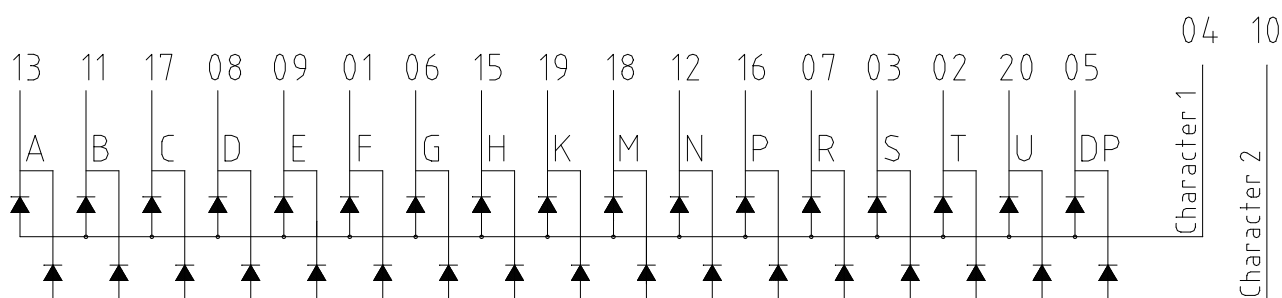 04 10
13 11 17 08 09 01 06 15 19 18 12 16 07 03 02 20 05
A B C D E F G H K M N P R S T U DP
Character 1
Character 2